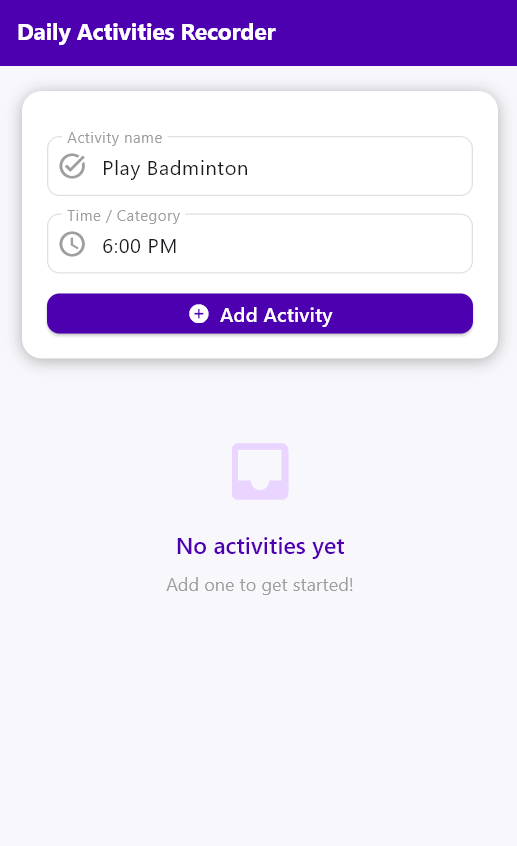 Daily Activities Recorder
Activity name
Play Badminton
Time / Category
6:00 PM
Add Activity
No activities yet
Add one to get started!